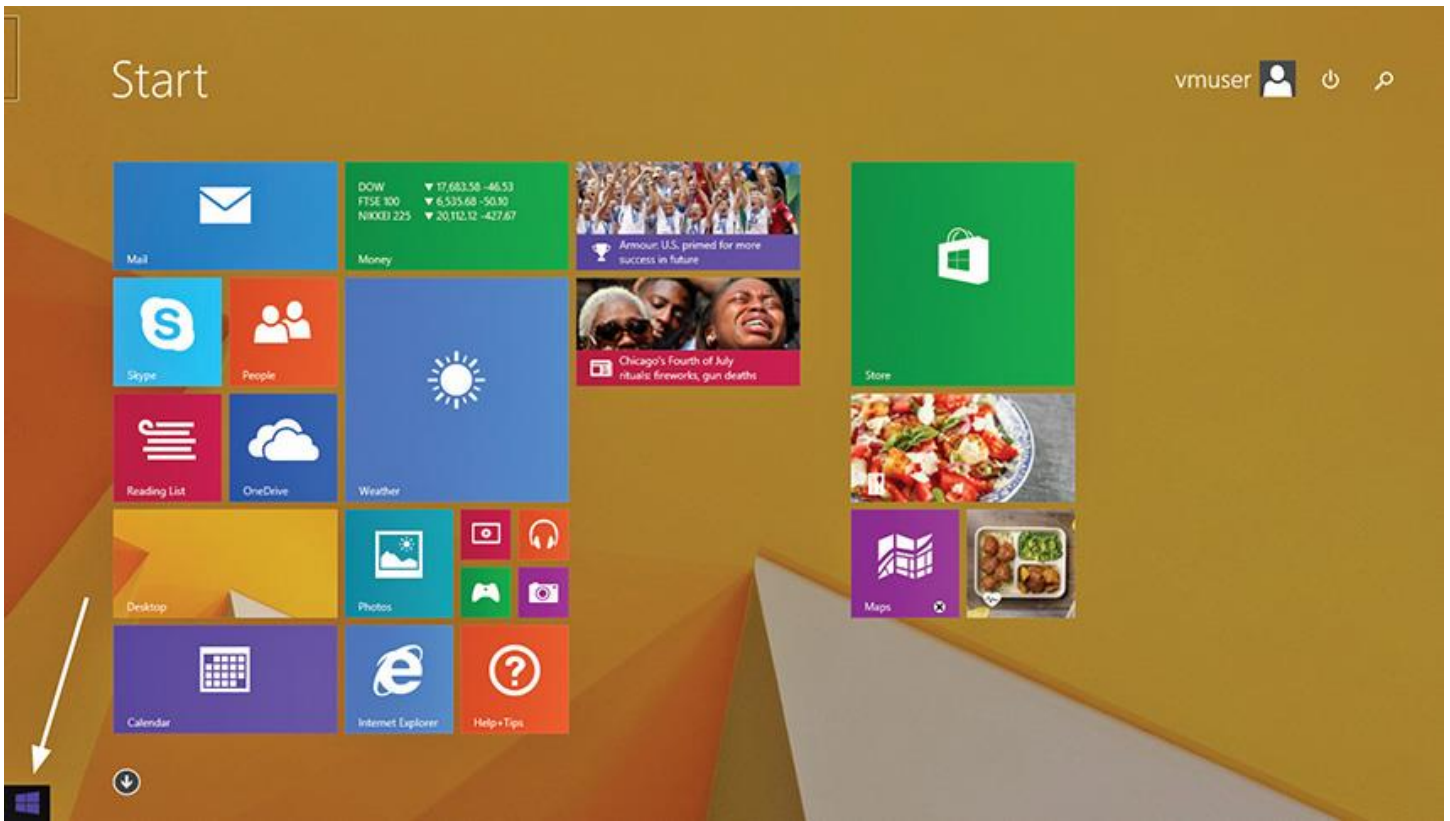 Start
vmuser
Mail
DOW ▼ 17,683.58 -46.53
FTSE 100 ▼ 6,535.68 -50.10
NIKKEI 225 ▼ 20,112.12 -427.67
Money
Armour: U.S. primed for more
success in future
Skype
People
Chicago's Fourth of July
rituals: fireworks, gun deaths
Store
Reading List
OneDrive
Weather
Desktop
Photos
Maps
Calendar
Internet Explorer
Help+Tips